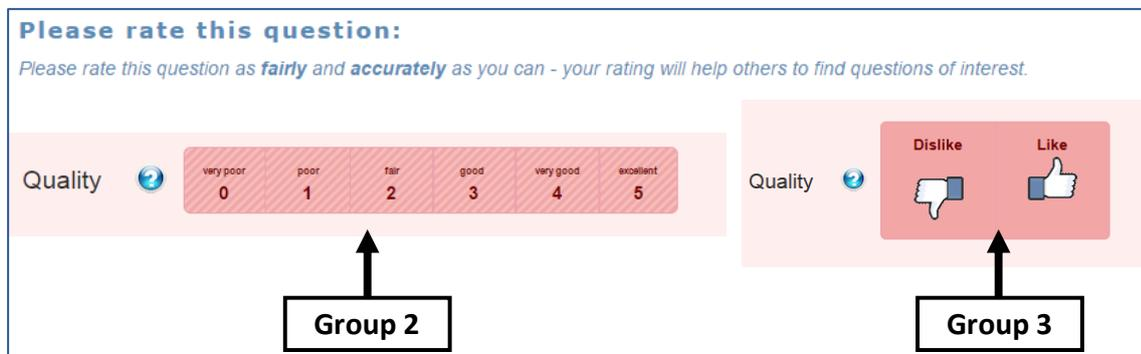 Please rate this question:
Please rate this question as fairly and accurately as you can - your rating will help others to find questions of interest.
Quality ? very poor poor fair good very good excellent
0 1 2 3 4 5
Group 2
Quality ? Dislike Like
Group 3